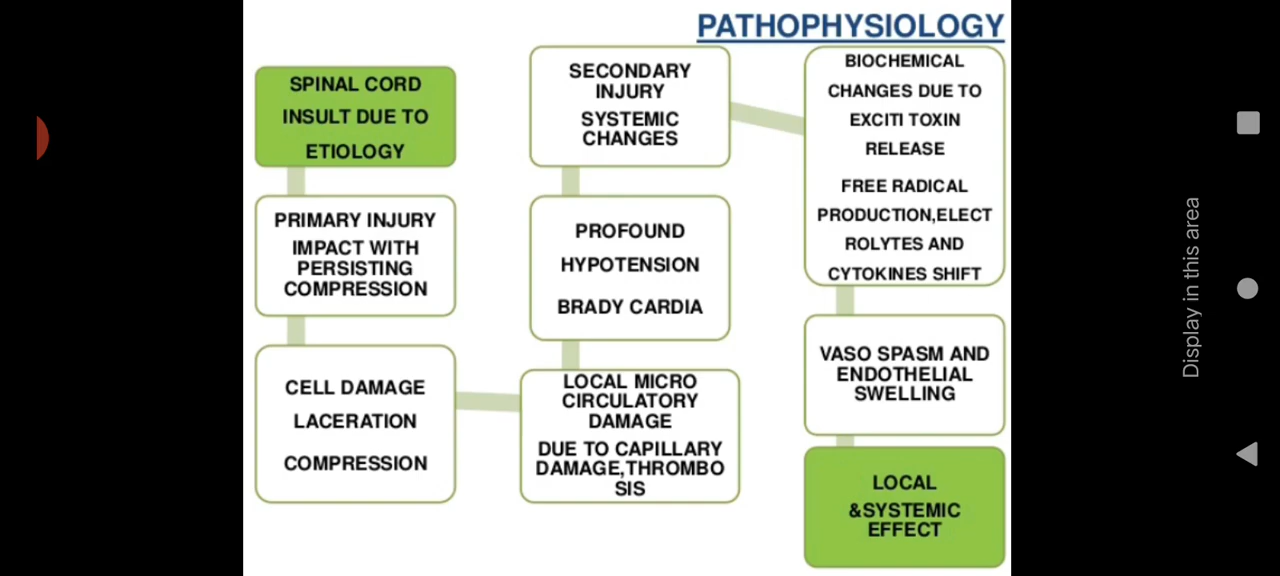 PATHOPHYSIOLOGY
SPINAL CORD
INSULT DUE TO
ETIOLOGY
PRIMARY INJURY
IMPACT WITH
PERSISTING
COMPRESSION
CELL DAMAGE
LACERATION
COMPRESSION
LOCAL MICRO
CIRCULATORY
DAMAGE
DUE TO CAPILLARY
DAMAGE,THROMBO
SIS
PROFOUND
HYPOTENSION
BRADY CARDIA
SECONDARY
INJURY
SYSTEMIC
CHANGES
BIOCHEMICAL
CHANGES DUE TO
EXCITI TOXIN
RELEASE
FREE RADICAL
PRODUCTION,ELECT
ROLYTES AND
CYTOKINES SHIFT
VASO SPASM AND
ENDOTHELIAL
SWELLING
LOCAL
&SYSTEMIC
EFFECT
Display in this area